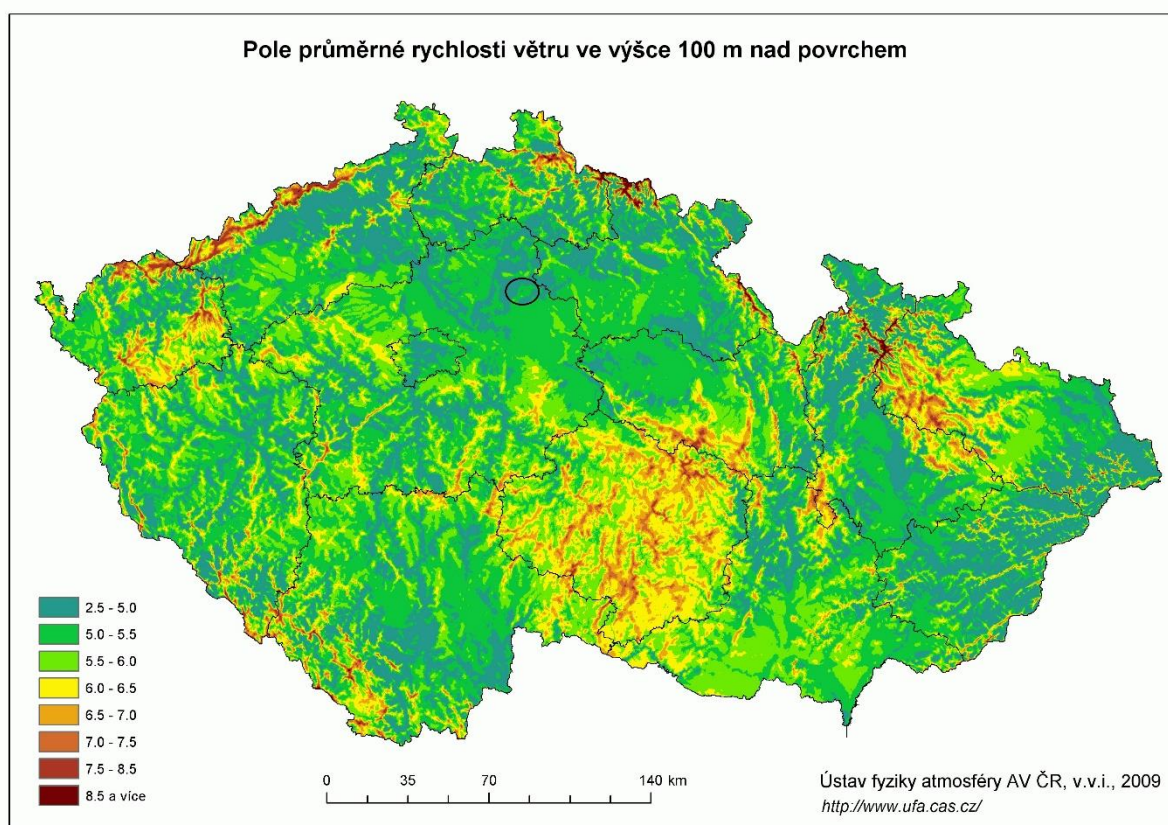 Pole průměrné rychlosti větru ve výšce 100 m nad povrchem
2.5 - 5.0
5.0 - 5.5
5.5 - 6.0
6.0 - 6.5
6.5 - 7.0
7.0 - 7.5
7.5 - 8.5
8.5 a více
0 35 70 140 km
Ústav fyziky atmosféry AV ČR, v.v.i., 2009
http://www.ufa.cas.cz/